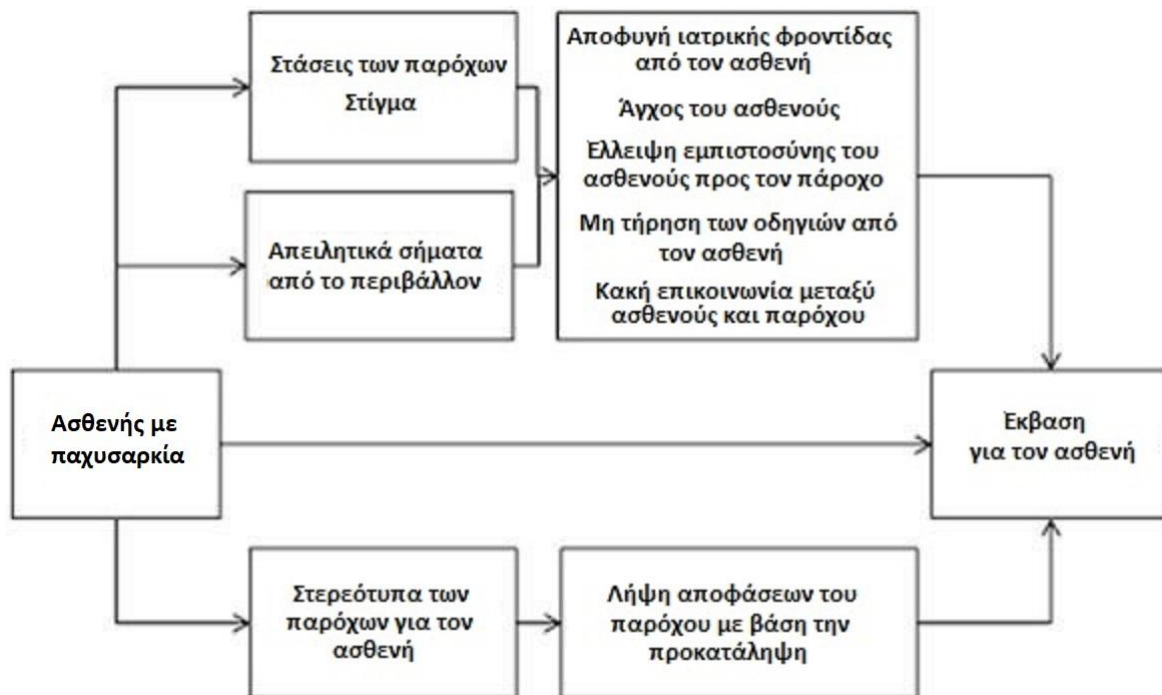 Στάσεις των παρόχων
Στίγμα
Αποφυγή ιατρικής φροντίδας
από τον ασθενή
Άγχος του ασθενούς
Έλλειψη εμπιστοσύνης του
ασθενούς προς τον πάροχο
Μη τήρηση των οδηγιών από
τον ασθενή
Κακή επικοινωνία μεταξύ
ασθενούς και παρόχου
Απειλητικά σήματα
από το περιβάλλον
Ασθενής με
παχυσαρκία
Έκβαση
για τον ασθενή
Στερεότυπα των
παρόχων για τον
ασθενή
Λήψη αποφάσεων του
παρόχου με βάση την
προκατάληψη